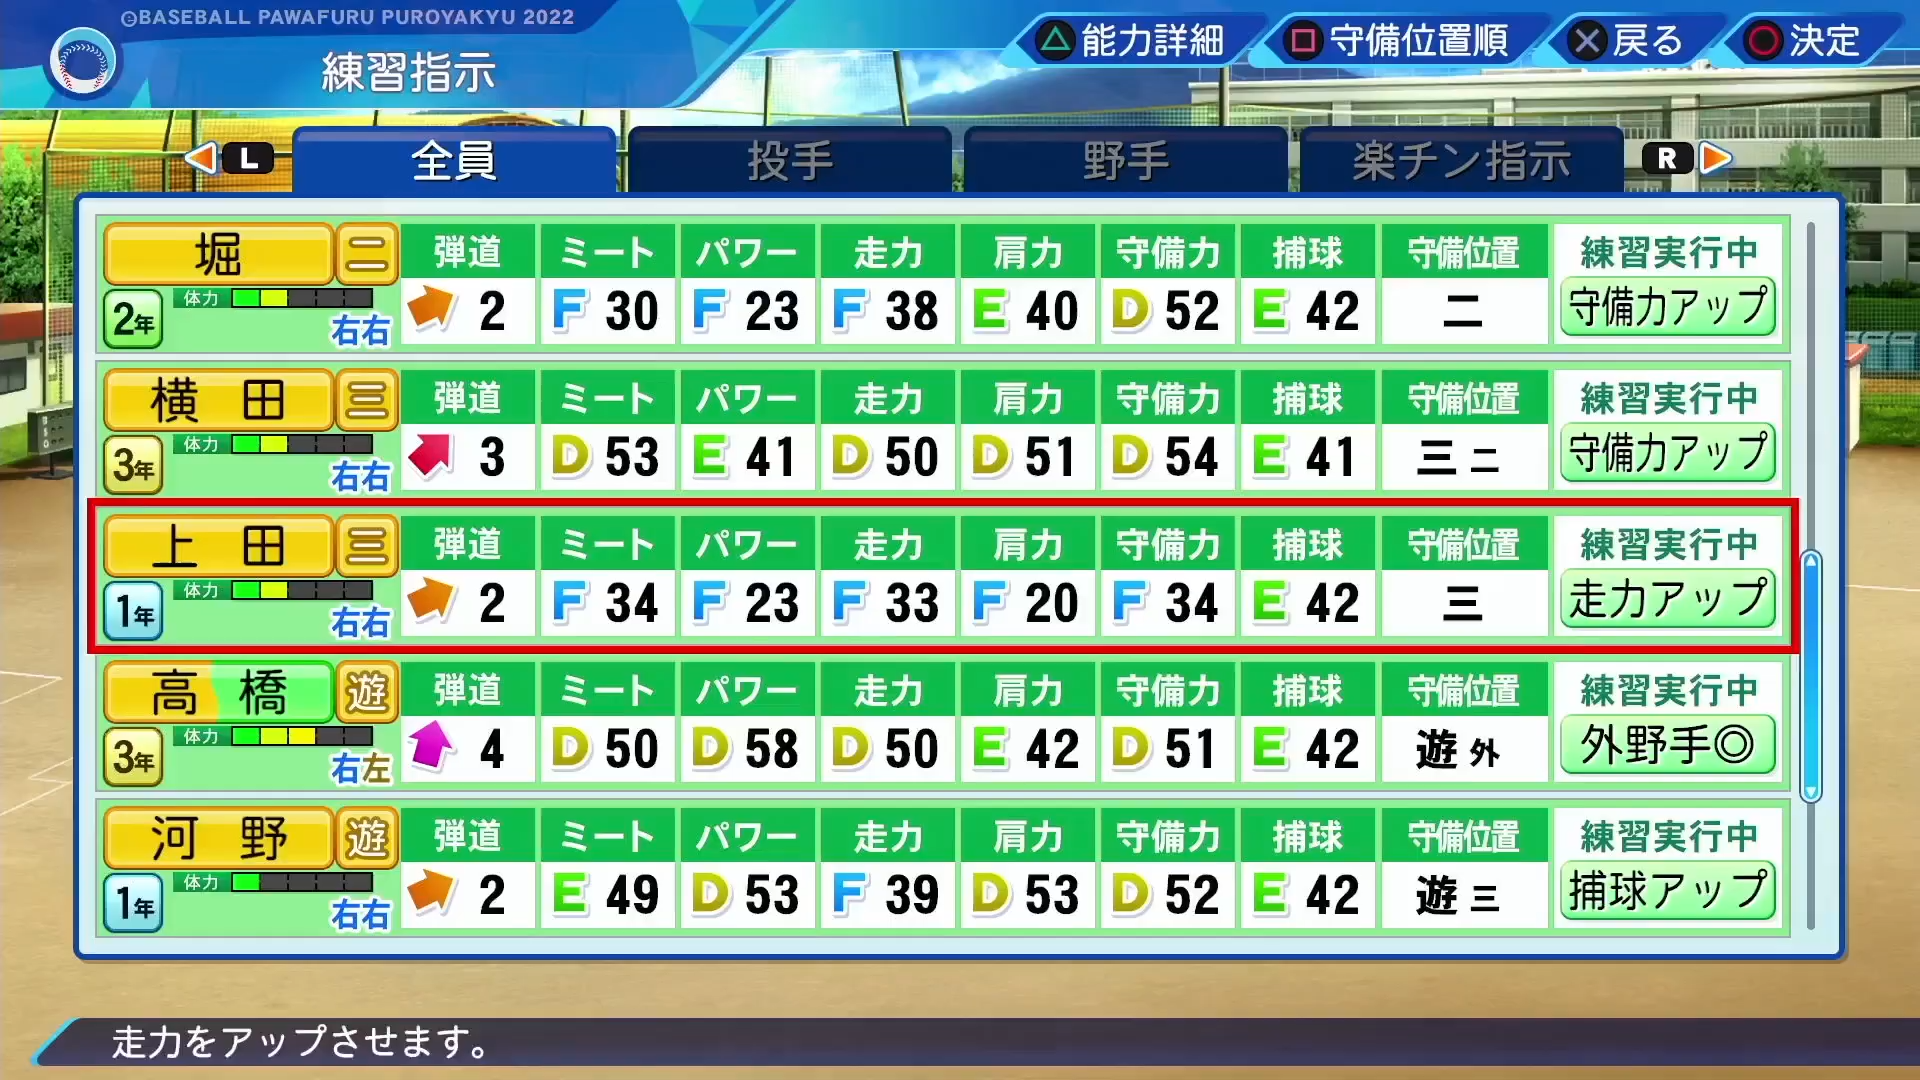 eBASEBALL PAWAFURU PUROYAKYU 2022
練習指示
能力詳細 守備位置順 戻る 決定
L 全員 投手 野手 楽チン指示 R
堀 二 弾道 ミート パワー 走力 肩力 守備力 捕球 守備位置 練習実行中
2年 体力 右右 2 F 30 F 23 F 38 E 40 D 52 E 42 二 守備力アップ
横田 三 弾道 ミート パワー 走力 肩力 守備力 捕球 守備位置 練習実行中
3年 体力 右右 3 D 53 E 41 D 50 D 51 D 54 E 41 三 二 守備力アップ
上田 三 弾道 ミート パワー 走力 肩力 守備力 捕球 守備位置 練習実行中
1年 体力 右右 2 F 34 F 23 F 33 F 20 F 34 E 42 三 走力アップ
高橋 遊 弾道 ミート パワー 走力 肩力 守備力 捕球 守備位置 練習実行中
3年 体力 右左 4 D 50 D 58 D 50 E 42 D 51 E 42 遊 外 外野手◎
河野 遊 弾道 ミート パワー 走力 肩力 守備力 捕球 守備位置 練習実行中
1年 体力 右右 2 E 49 D 53 F 39 D 53 D 52 E 42 遊 三 捕球アップ
走力をアップさせます。